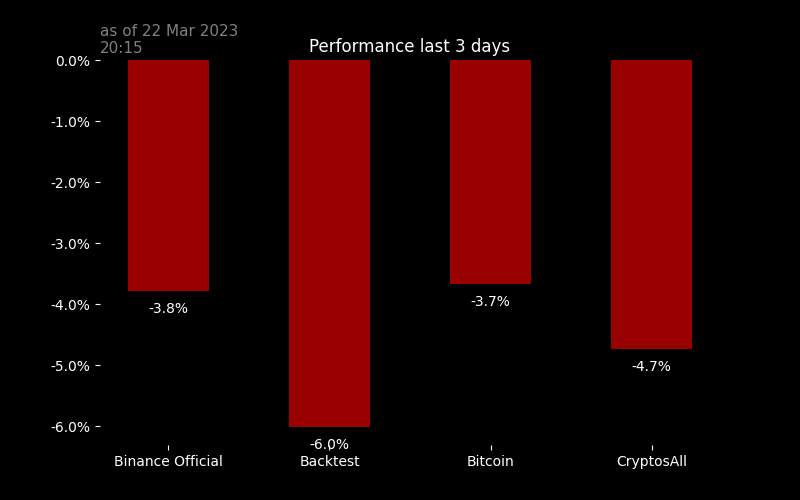 as of 22 Mar 2023
20:15
Performance last 3 days
0.0%
-1.0%
-2.0%
-3.0%
-4.0%
-5.0%
-6.0%
-3.8%
-6.0%
-3.7%
-4.7%
Binance Official
Backtest
Bitcoin
CryptosAll